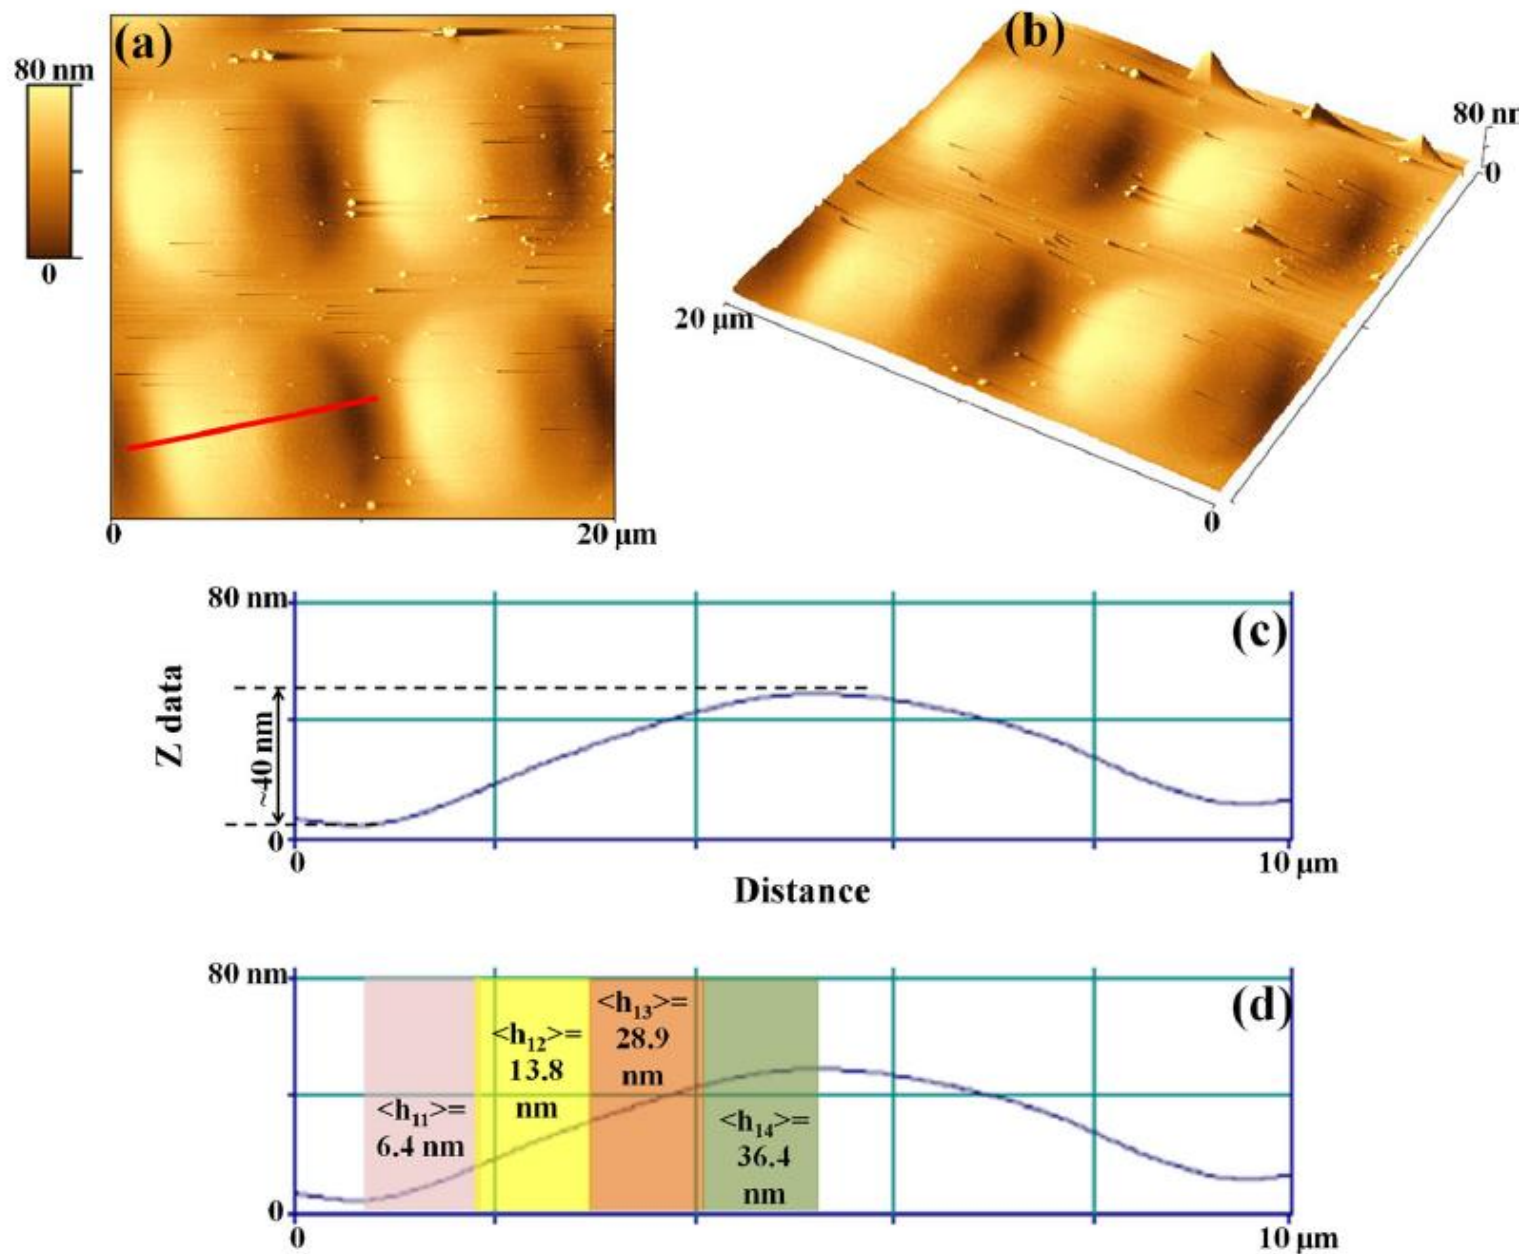 (a)
80 nm
0
0
20 µm
(b)
80 nr
0
20 µm
0
80 nm
(c)
Z data
~40 nm
0
0
10 µm
Distance
80 nm
(d)
<h13>=
28.9
nm
<h12>=
13.8
nm
<h11>=
6.4 nm
<h14>=
36.4
nm
0
0
10 µm